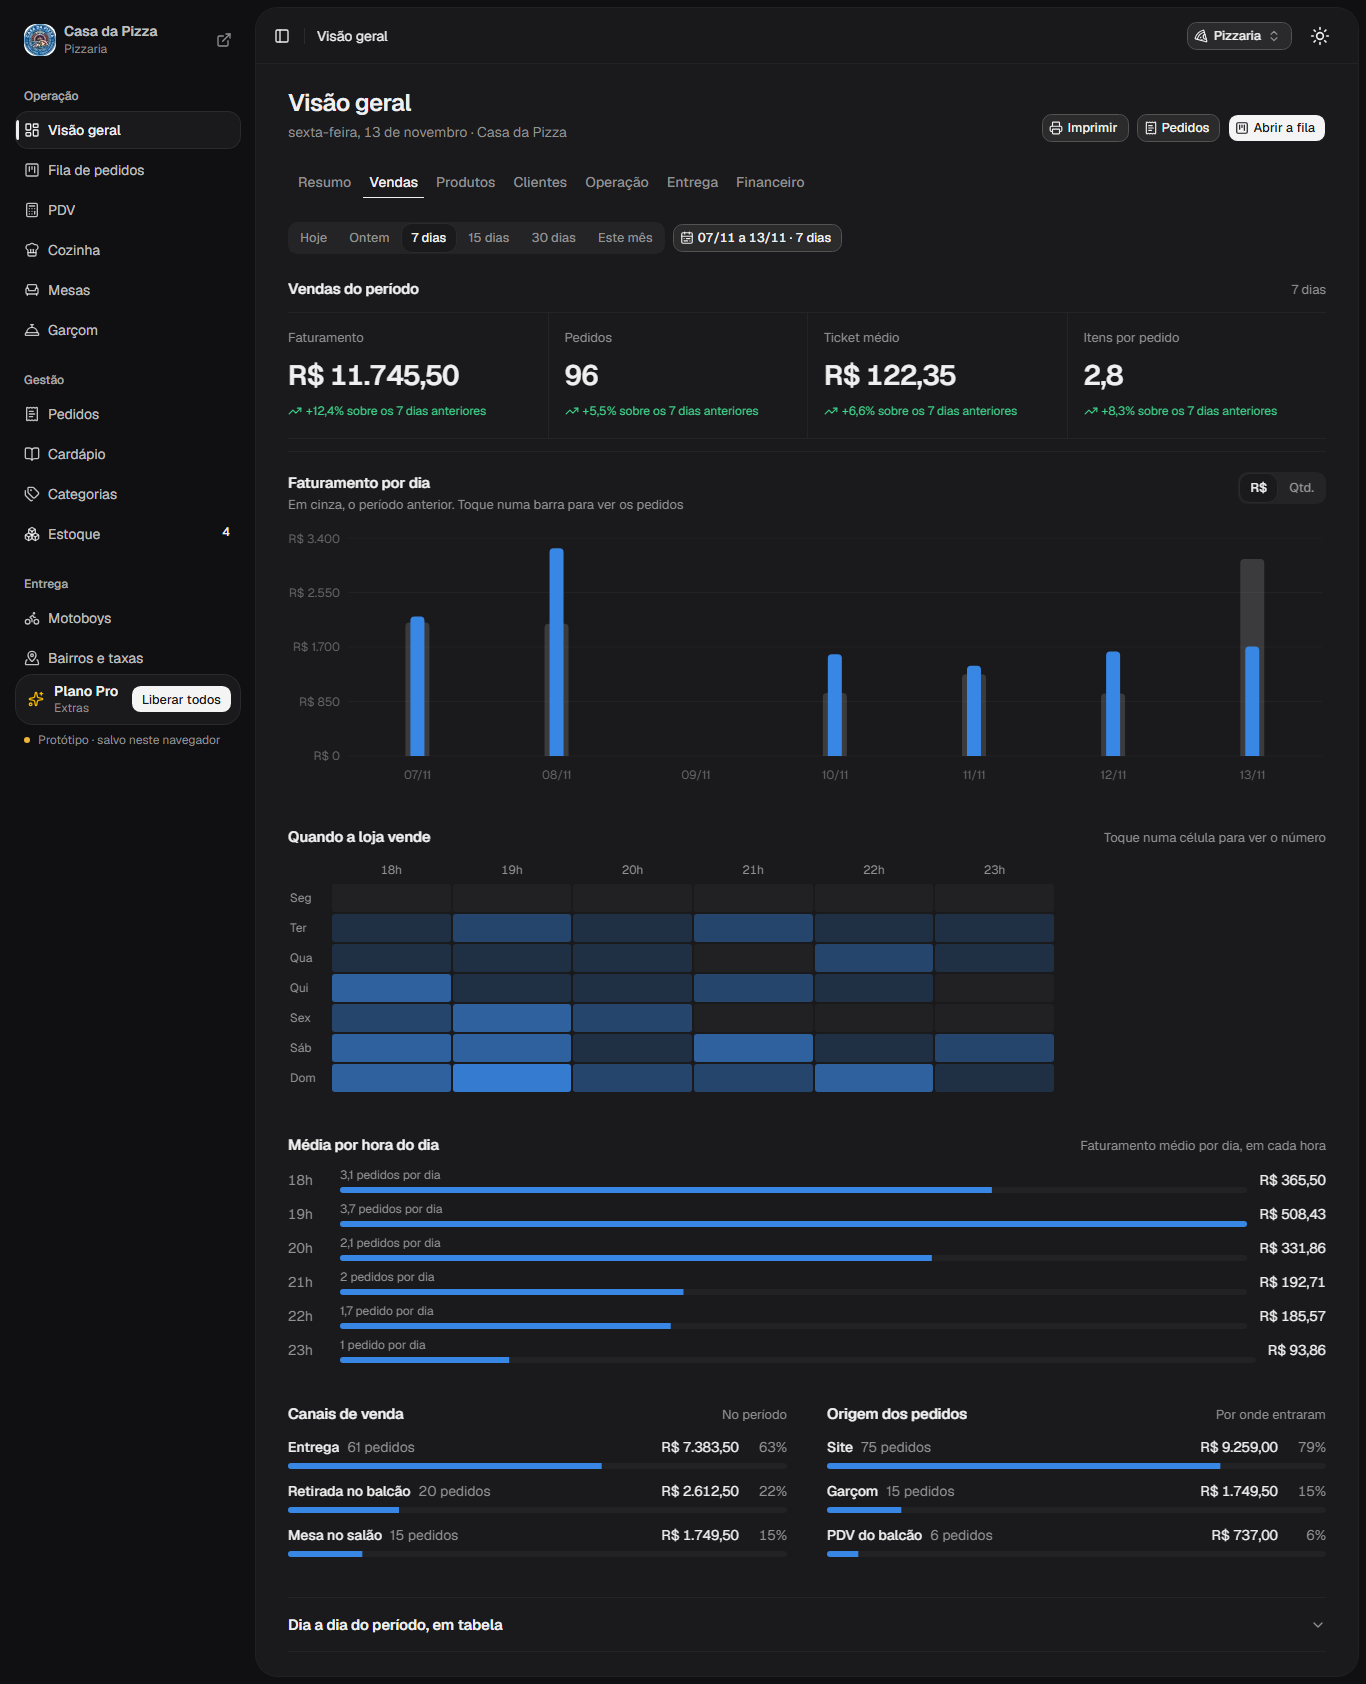 Casa da Pizza
Pizzaria
Operação
Visão geral
Fila de pedidos
PDV
Cozinha
Mesas
Garçom
Gestão
Pedidos
Cardápio
Categorias
Estoque 4
Entrega
Motoboys
Bairros e taxas
Plano Pro
Extras
Liberar todos
Protótipo · salvo neste navegador
Visão geral
Pizzaria
Visão geral
sexta-feira, 13 de novembro · Casa da Pizza
Imprimir Pedidos Abrir a fila
Resumo Vendas Produtos Clientes Operação Entrega Financeiro
Hoje Ontem 7 dias 15 dias 30 dias Este mês 07/11 a 13/11 · 7 dias
Vendas do período 7 dias
Faturamento
R$ 11.745,50
+12,4% sobre os 7 dias anteriores
Pedidos
96
+5,5% sobre os 7 dias anteriores
Ticket médio
R$ 122,35
+6,6% sobre os 7 dias anteriores
Itens por pedido
2,8
+8,3% sobre os 7 dias anteriores
Faturamento por dia
Em cinza, o período anterior. Toque numa barra para ver os pedidos
R$ Qtd.
R$ 3.400
R$ 2.550
R$ 1.700
R$ 850
R$ 0
07/11 08/11 09/11 10/11 11/11 12/11 13/11
Quando a loja vende Toque numa célula para ver o número
18h 19h 20h 21h 22h 23h
Seg
Ter
Qua
Qui
Sex
Sáb
Dom
Média por hora do dia Faturamento médio por dia, em cada hora
18h 3,1 pedidos por dia R$ 365,50
19h 3,7 pedidos por dia R$ 508,43
20h 2,1 pedidos por dia R$ 331,86
21h 2 pedidos por dia R$ 192,71
22h 1,7 pedido por dia R$ 185,57
23h 1 pedido por dia R$ 93,86
Canais de venda No período
Entrega 61 pedidos R$ 7.383,50 63%
Retirada no balcão 20 pedidos R$ 2.612,50 22%
Mesa no salão 15 pedidos R$ 1.749,50 15%
Origem dos pedidos Por onde entraram
Site 75 pedidos R$ 9.259,00 79%
Garçom 15 pedidos R$ 1.749,50 15%
PDV do balcão 6 pedidos R$ 737,00 6%
Dia a dia do período, em tabela